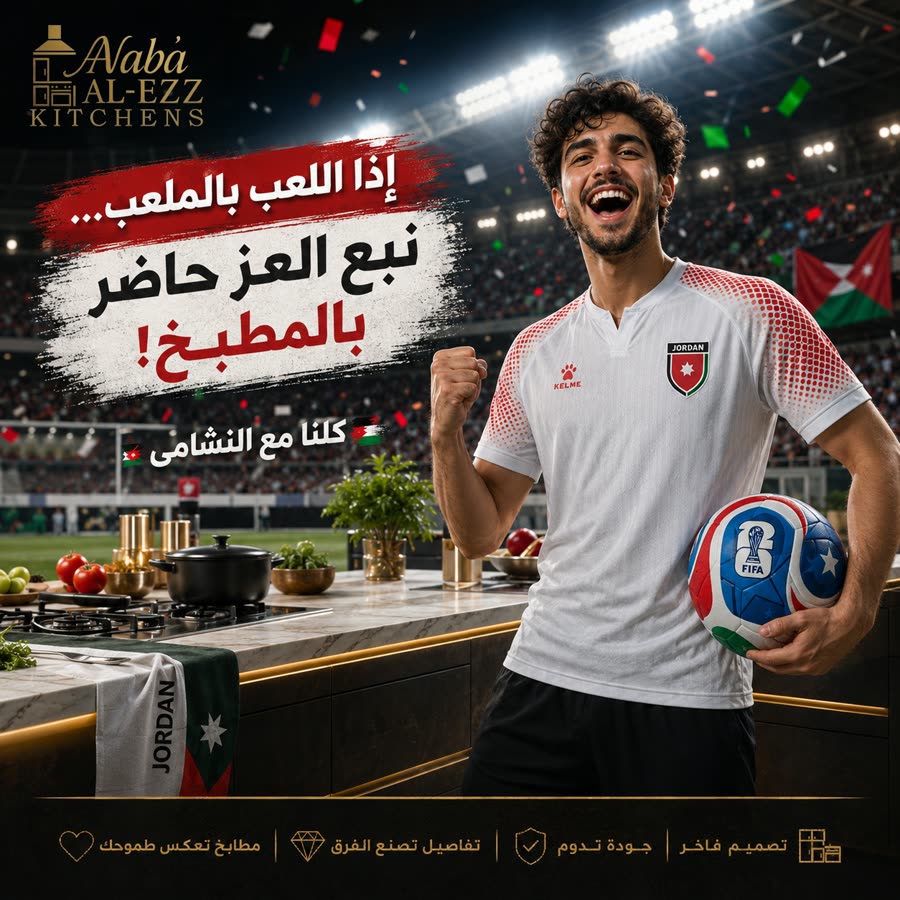 Naba'
AL-EZZ
KITCHENS
إذا اللعب بالملعب...
نبع العز حاضر
بالمطبخ!
كلنا مع النشامى
KELME
JORDAN
FIFA
JORDAN
تصميم فاخر
جودة تدوم
تفاصيل تصنع الفرق
مطابخ تعكس طموحك